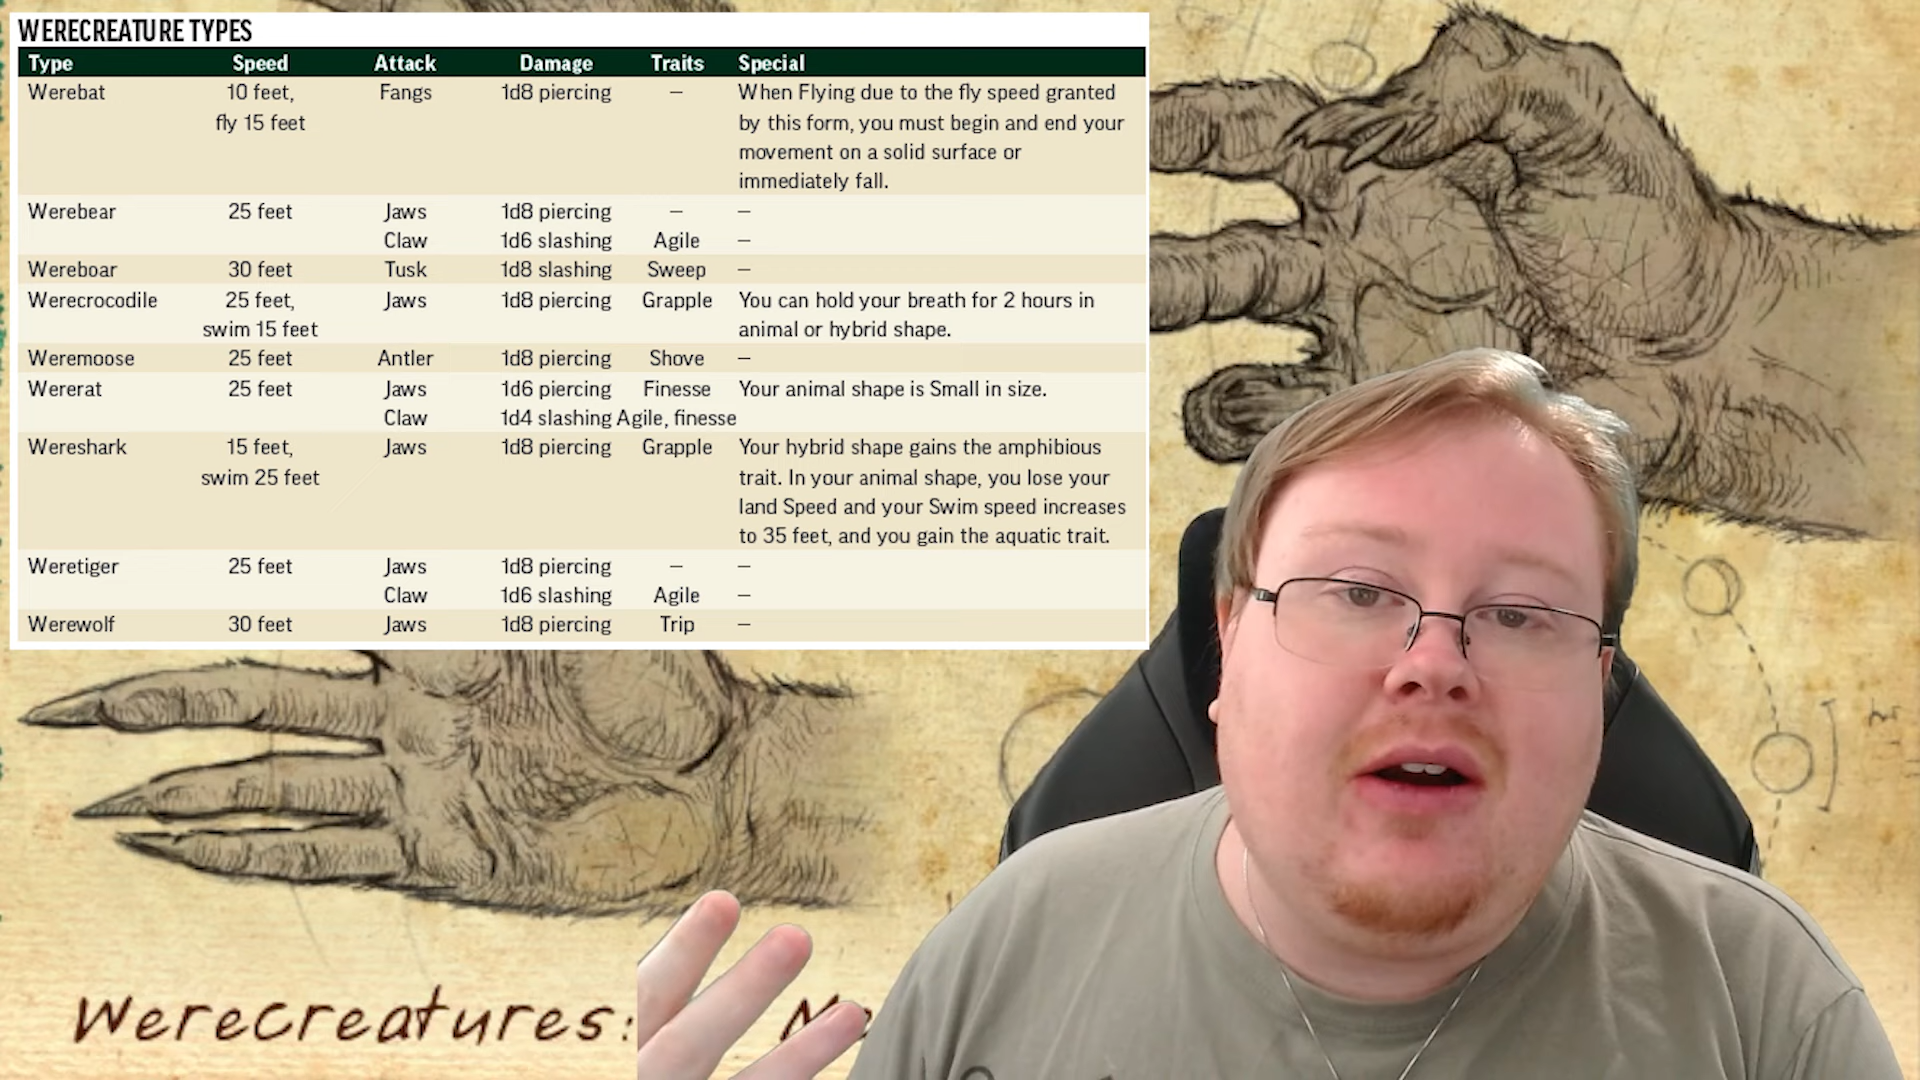 WERECREATURE TYPES
Type Speed Attack Damage Traits Special
Werebat 10 feet, Fangs 1d8 piercing — When Flying due to the fly speed granted
fly 15 feet by this form, you must begin and end your
movement on a solid surface or
immediately fall.
Werebear 25 feet Jaws 1d8 piercing — —
Claw 1d6 slashing Agile —
Wereboar 30 feet Tusk 1d8 slashing Sweep —
Werecrocodile 25 feet, Jaws 1d8 piercing Grapple You can hold your breath for 2 hours in
swim 15 feet animal or hybrid shape.
Weremoose 25 feet Antler 1d8 piercing Shove —
Wererat 25 feet Jaws 1d6 piercing Finesse Your animal shape is Small in size.
Claw 1d4 slashing Agile, finesse
Wereshark 15 feet, Jaws 1d8 piercing Grapple Your hybrid shape gains the amphibious
swim 25 feet trait. In your animal shape, you lose your
land Speed and your Swim speed increases
to 35 feet, and you gain the aquatic trait.
Weretiger 25 feet Jaws 1d8 piercing — —
Claw 1d6 slashing Agile —
Werewolf 30 feet Jaws 1d8 piercing Trip —
Werecreatures: